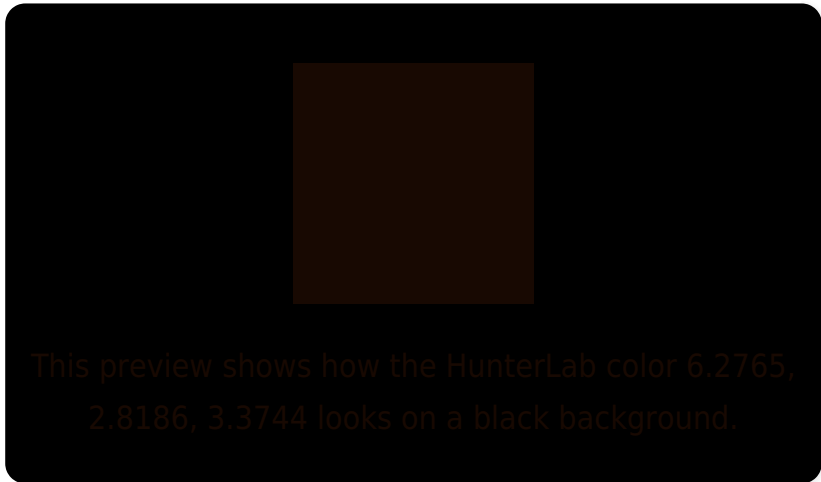 This preview shows how the HunterLab color 6.2765,
2.8186, 3.3744 looks on a black background.